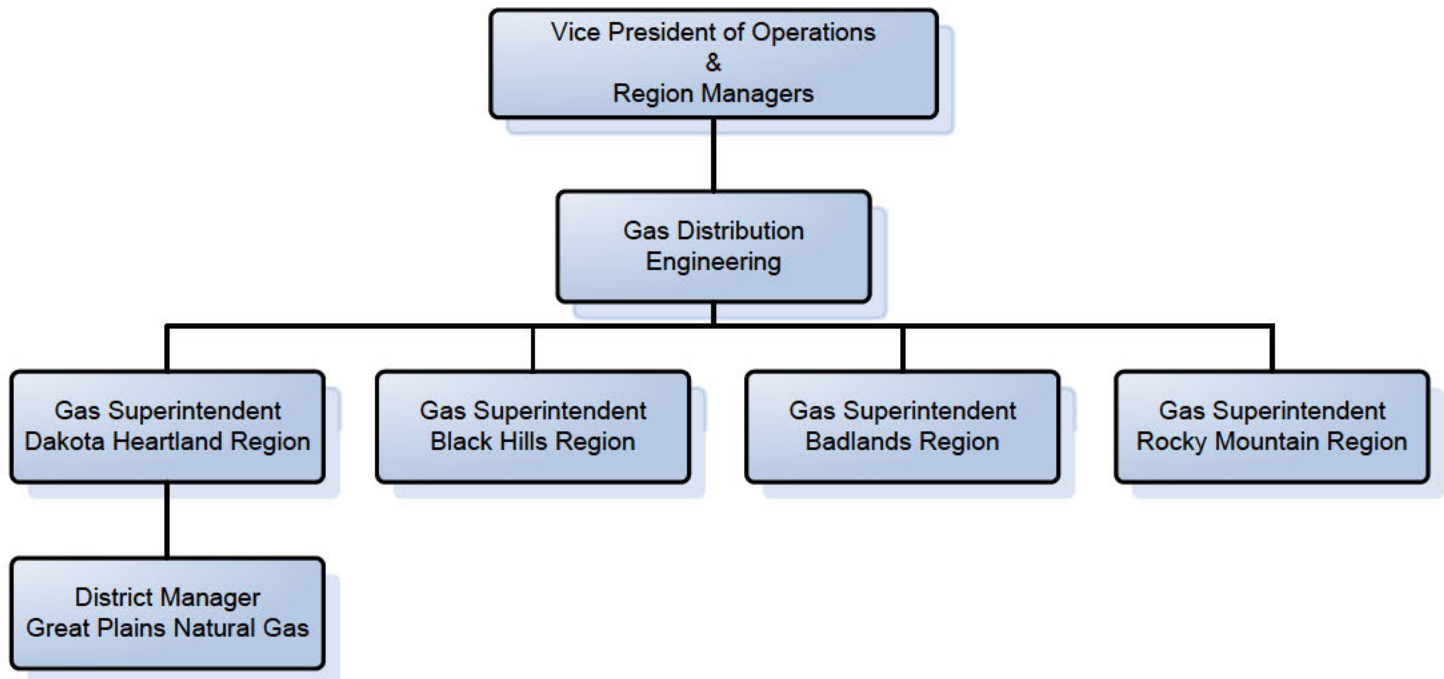 Vice President of Operations
&
Region Managers
Gas Distribution
Engineering
Gas Superintendent
Dakota Heartland Region
Gas Superintendent
Black Hills Region
Gas Superintendent
Badlands Region
Gas Superintendent
Rocky Mountain Region
District Manager
Great Plains Natural Gas